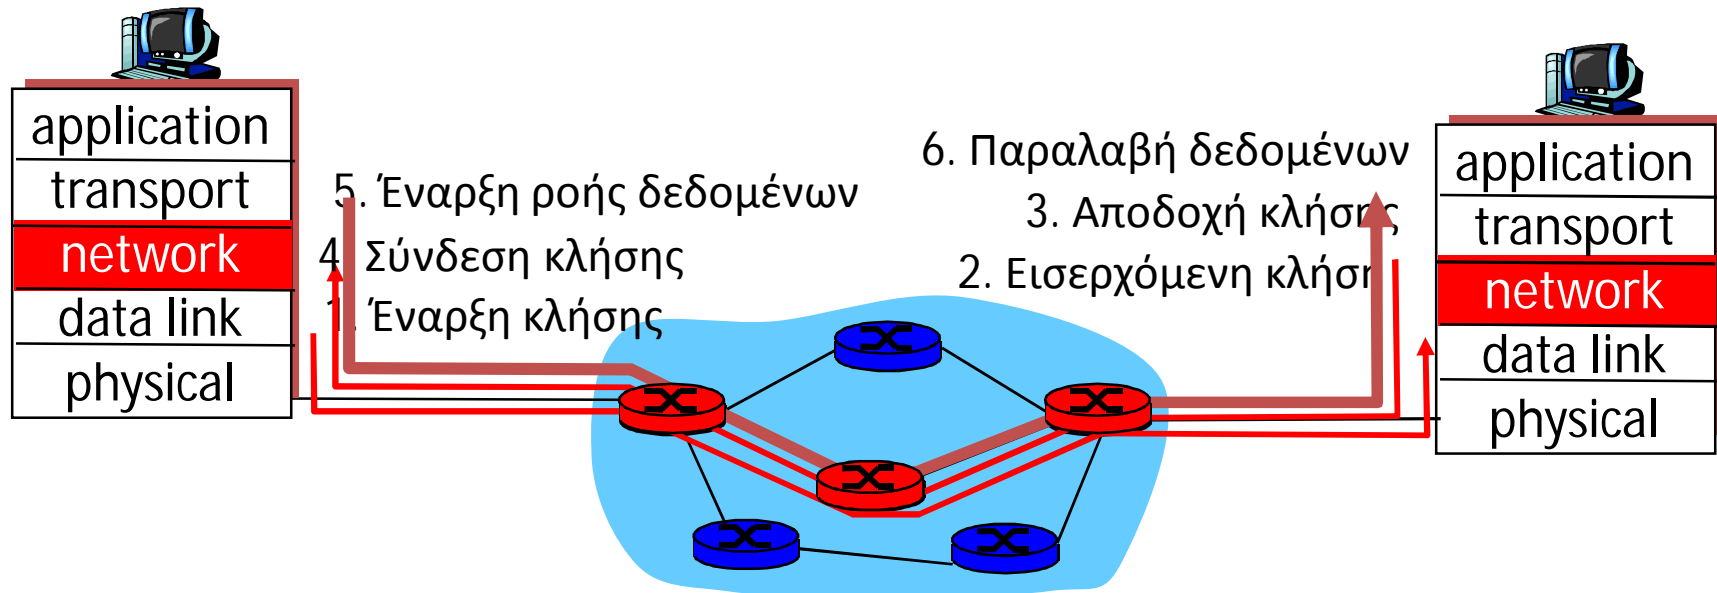 application
transport
network
data link
physical
5. Έναρξη ροής δεδομένων
4. Σύνδεση κλήσης
1. Έναρξη κλήσης
6. Παραλαβή δεδομένων
3. Αποδοχή κλήσης
2. Εισερχόμενη κλήση
application
transport
network
data link
physical